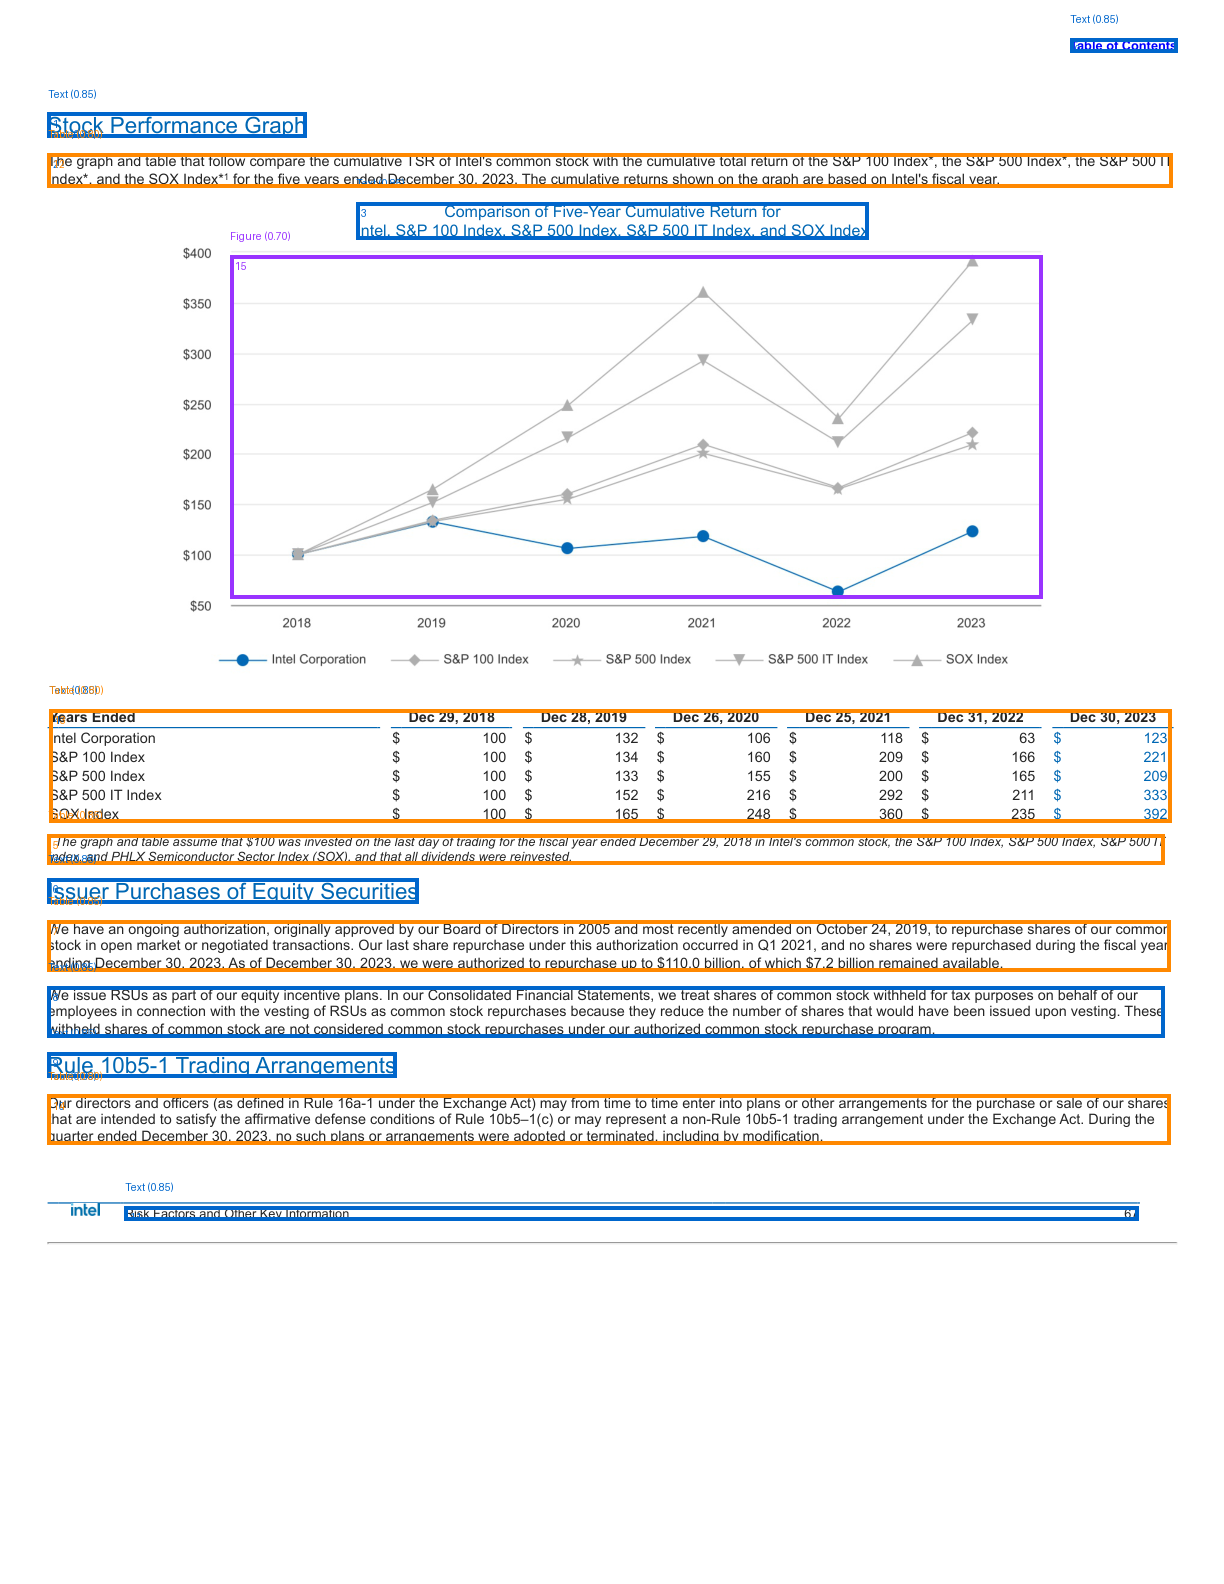 Text (0.85)
Table of Contents
Text (0.85)
Stock Performance Graph
The graph and table that follow compare the cumulative TSR of Intel's common stock with the cumulative total return of the S&P 100 Index*, the S&P 500 Index*, the S&P 500 IT
Index*, and the SOX Index*¹ for the five years ended December 30, 2023. The cumulative returns shown on the graph are based on Intel's fiscal year.
3
Comparison of Five-Year Cumulative Return for
Intel, S&P 100 Index, S&P 500 Index, S&P 500 IT Index, and SOX Index
Figure (0.70)
15
$400
$350
$300
$250
$200
$150
$100
$50
2018 2019 2020 2021 2022 2023
Intel Corporation S&P 100 Index S&P 500 Index S&P 500 IT Index SOX Index
Years Ended Dec 29, 2018 Dec 28, 2019 Dec 26, 2020 Dec 25, 2021 Dec 31, 2022 Dec 30, 2023
Intel Corporation $ 100 $ 132 $ 106 $ 118 $ 63 $ 123
S&P 100 Index $ 100 $ 134 $ 160 $ 209 $ 166 $ 221
S&P 500 Index $ 100 $ 133 $ 155 $ 200 $ 165 $ 209
S&P 500 IT Index $ 100 $ 152 $ 216 $ 292 $ 211 $ 333
SOX Index $ 100 $ 165 $ 248 $ 360 $ 235 $ 392
The graph and table assume that $100 was invested on the last day of trading for the fiscal year ended December 29, 2018 in Intel's common stock, the S&P 100 Index, S&P 500 Index, S&P 500 IT
Index, and PHLX Semiconductor Sector Index (SOX), and that all dividends were reinvested.
Issuer Purchases of Equity Securities
We have an ongoing authorization, originally approved by our Board of Directors in 2005 and most recently amended on October 24, 2019, to repurchase shares of our common
stock in open market or negotiated transactions. Our last share repurchase under this authorization occurred in Q1 2021, and no shares were repurchased during the fiscal year
ending December 30, 2023. As of December 30, 2023, we were authorized to repurchase up to $110.0 billion, of which $7.2 billion remained available.
We issue RSUs as part of our equity incentive plans. In our Consolidated Financial Statements, we treat shares of common stock withheld for tax purposes on behalf of our
employees in connection with the vesting of RSUs as common stock repurchases because they reduce the number of shares that would have been issued upon vesting. These
withheld shares of common stock are not considered common stock repurchases under our authorized common stock repurchase program.
Rule 10b5-1 Trading Arrangements
Our directors and officers (as defined in Rule 16a-1 under the Exchange Act) may from time to time enter into plans or other arrangements for the purchase or sale of our shares
that are intended to satisfy the affirmative defense conditions of Rule 10b5–1(c) or may represent a non-Rule 10b5-1 trading arrangement under the Exchange Act. During the
quarter ended December 30, 2023, no such plans or arrangements were adopted or terminated, including by modification.
Text (0.85)
intel Risk Factors and Other Key Information 67